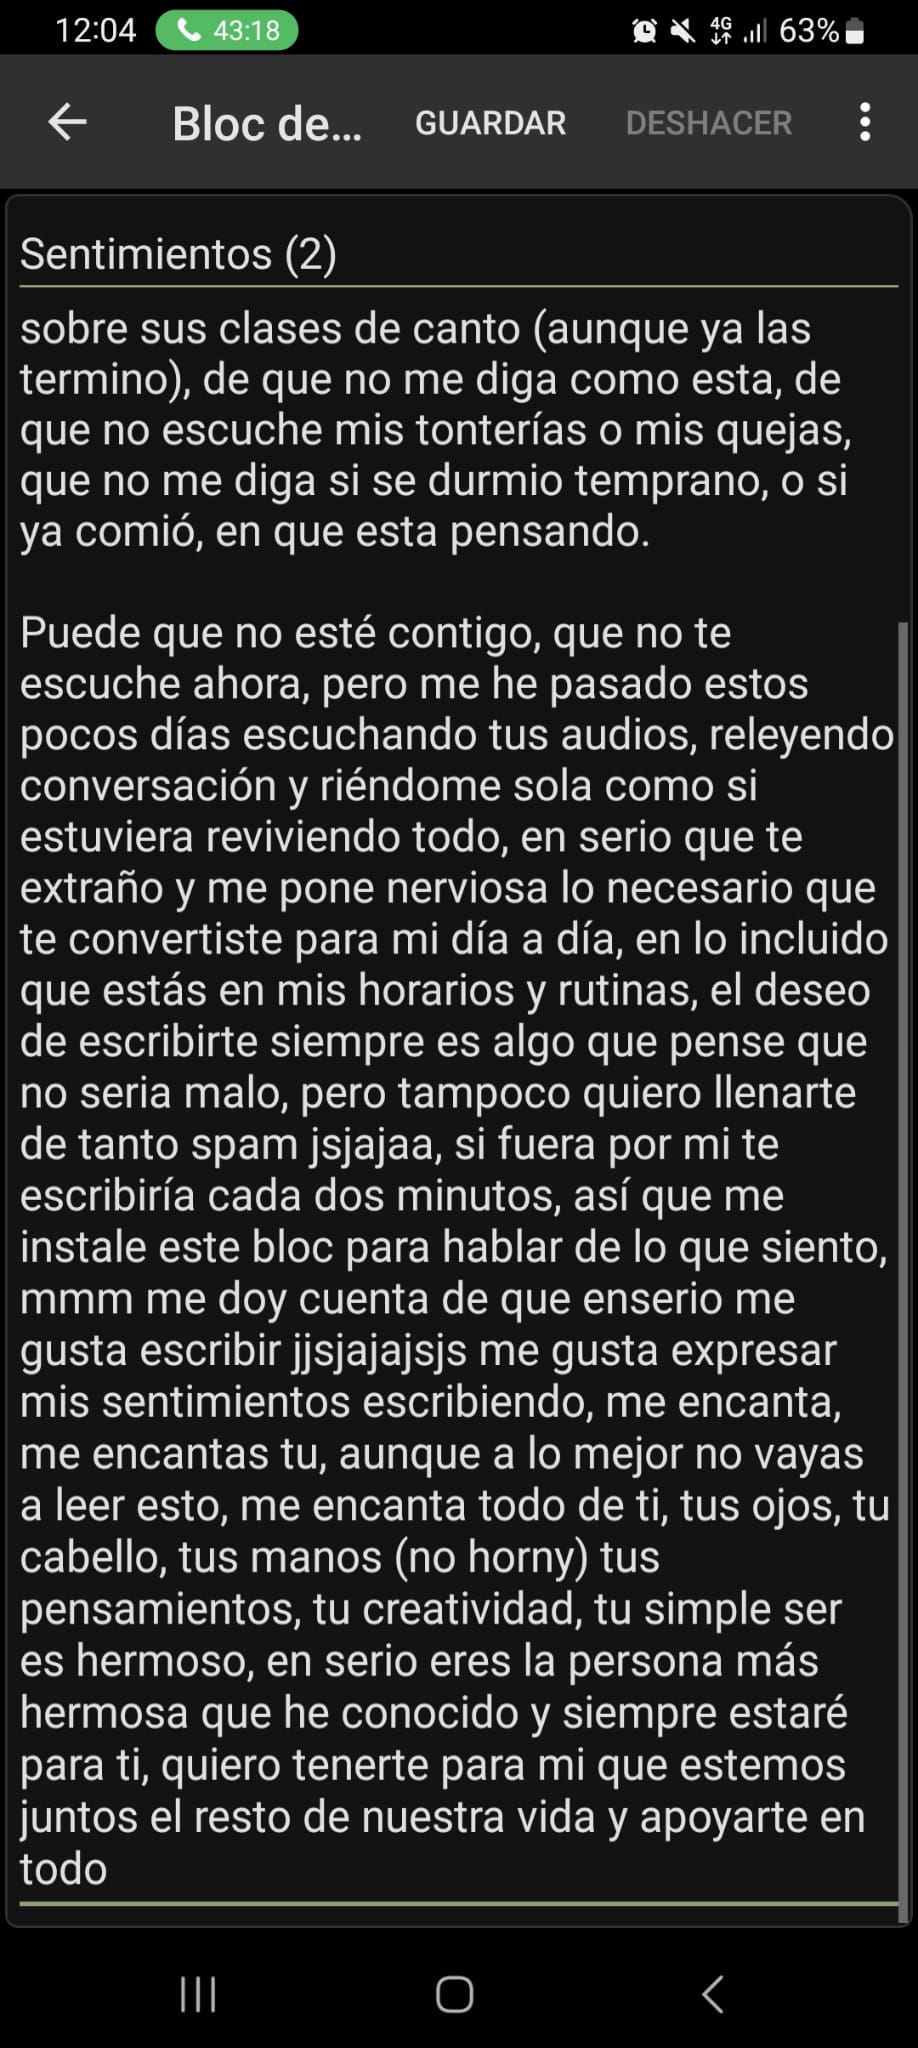 12:04 43:18 4G 63%
Bloc de... GUARDAR DESHACER
Sentimientos (2)
sobre sus clases de canto (aunque ya las
termino), de que no me diga como esta, de
que no escuche mis tonterías o mis quejas,
que no me diga si se durmio temprano, o si
ya comió, en que esta pensando.
Puede que no esté contigo, que no te
escuche ahora, pero me he pasado estos
pocos días escuchando tus audios, releyendo
conversación y riéndome sola como si
estuviera reviviendo todo, en serio que te
extraño y me pone nerviosa lo necesario que
te convertiste para mi día a día, en lo incluido
que estás en mis horarios y rutinas, el deseo
de escribirte siempre es algo que pense que
no seria malo, pero tampoco quiero llenarte
de tanto spam jsjajaa, si fuera por mi te
escribiría cada dos minutos, así que me
instale este bloc para hablar de lo que siento,
mmm me doy cuenta de que enserio me
gusta escribir jjsjajajsjs me gusta expresar
mis sentimientos escribiendo, me encanta,
me encantas tu, aunque a lo mejor no vayas
a leer esto, me encanta todo de ti, tus ojos, tu
cabello, tus manos (no horny) tus
pensamientos, tu creatividad, tu simple ser
es hermoso, en serio eres la persona más
hermosa que he conocido y siempre estaré
para ti, quiero tenerte para mi que estemos
juntos el resto de nuestra vida y apoyarte en
todo